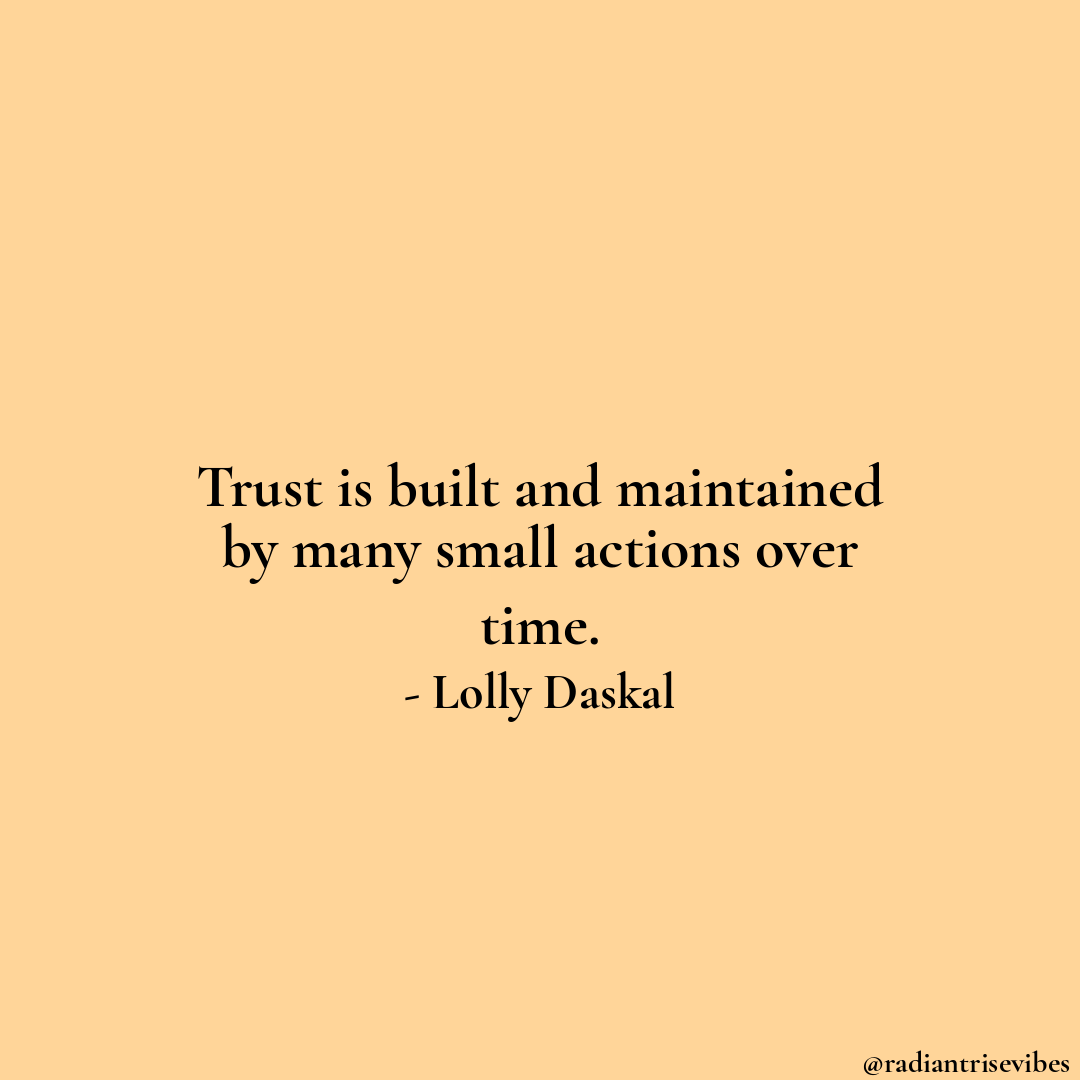 Trust is built and maintained
by many small actions over
time.
- Lolly Daskal
@radiantrisevibes